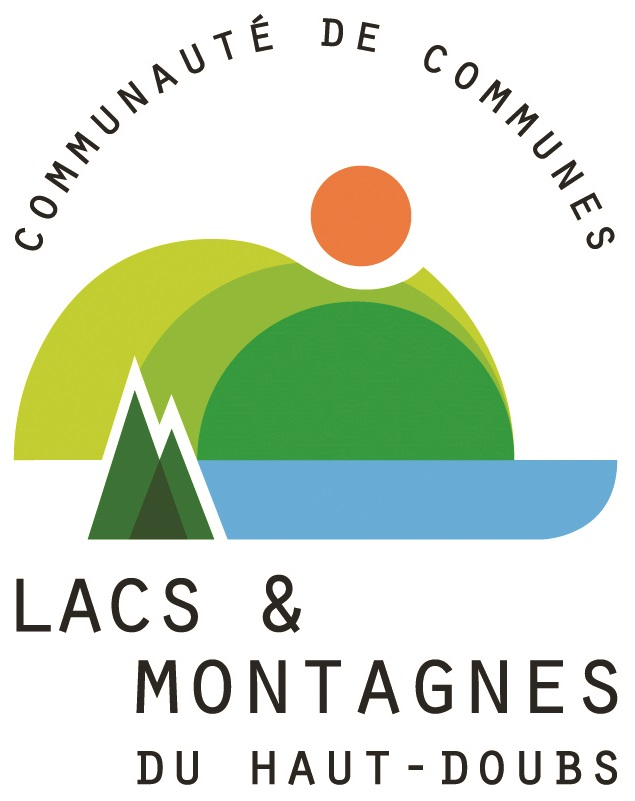 COMMUNAUTÉ DE COMMUNES
LACS &
MONTAGNES
DU HAUT-DOUBS